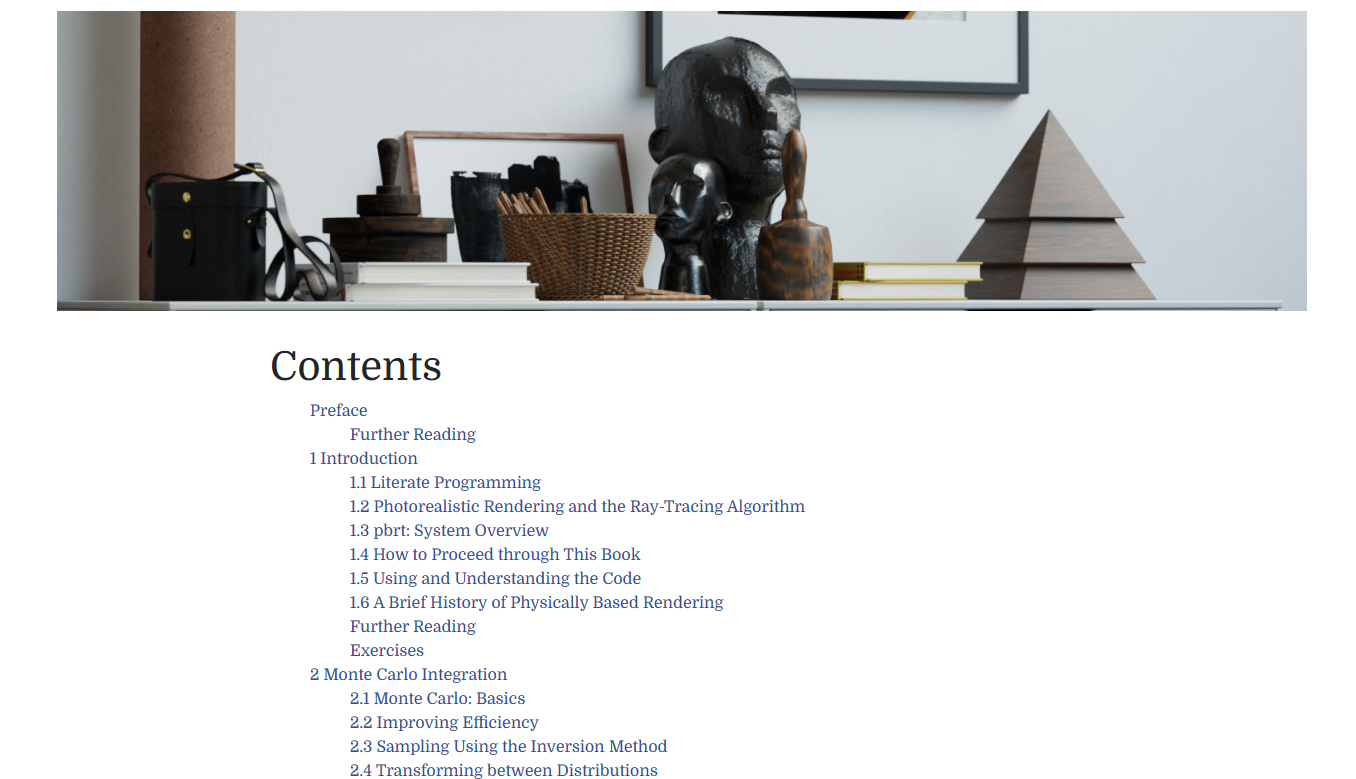 Contents
Preface
Further Reading
1 Introduction
1.1 Literate Programming
1.2 Photorealistic Rendering and the Ray-Tracing Algorithm
1.3 pbrt: System Overview
1.4 How to Proceed through This Book
1.5 Using and Understanding the Code
1.6 A Brief History of Physically Based Rendering
Further Reading
Exercises
2 Monte Carlo Integration
2.1 Monte Carlo: Basics
2.2 Improving Efficiency
2.3 Sampling Using the Inversion Method
2.4 Transforming between Distributions